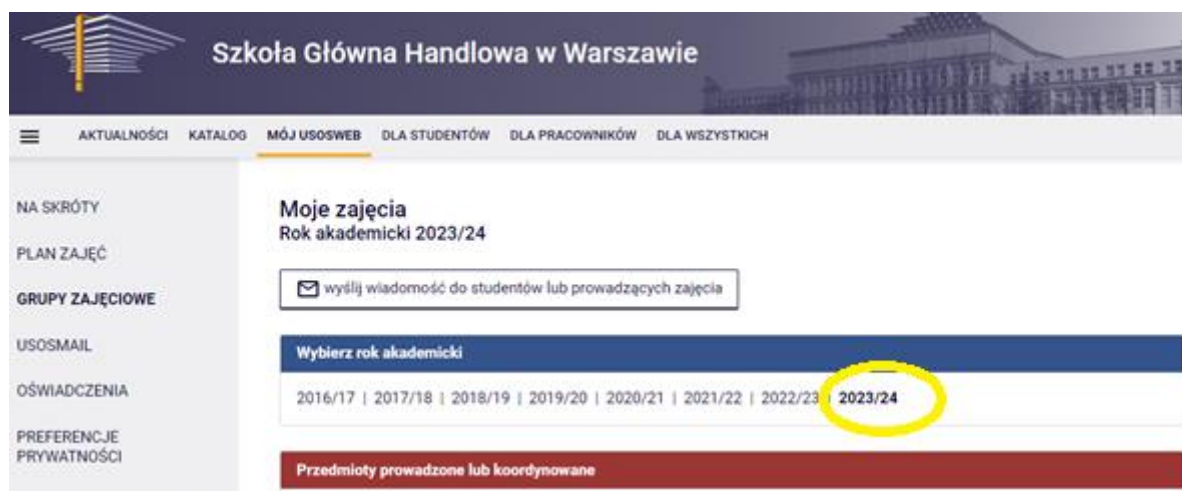 Szkoła Główna Handlowa w Warszawie
AKTUALNOŚCI KATALOG MÓJ USOSWEB DLA STUDENTÓW DLA PRACOWNIKÓW DLA WSZYSTKICH
NA SKRÓTY
PLAN ZAJĘĆ
GRUPY ZAJĘCIOWE
USOSMAIL
OŚWIADCZENIA
PREFERENCJE
PRYWATNOŚCI
Moje zajęcia
Rok akademicki 2023/24
wyślij wiadomość do studentów lub prowadzących zajęcia
Wybierz rok akademicki
2016/17 | 2017/18 | 2018/19 | 2019/20 | 2020/21 | 2021/22 | 2022/23 | 2023/24
Przedmioty prowadzone lub koordynowane